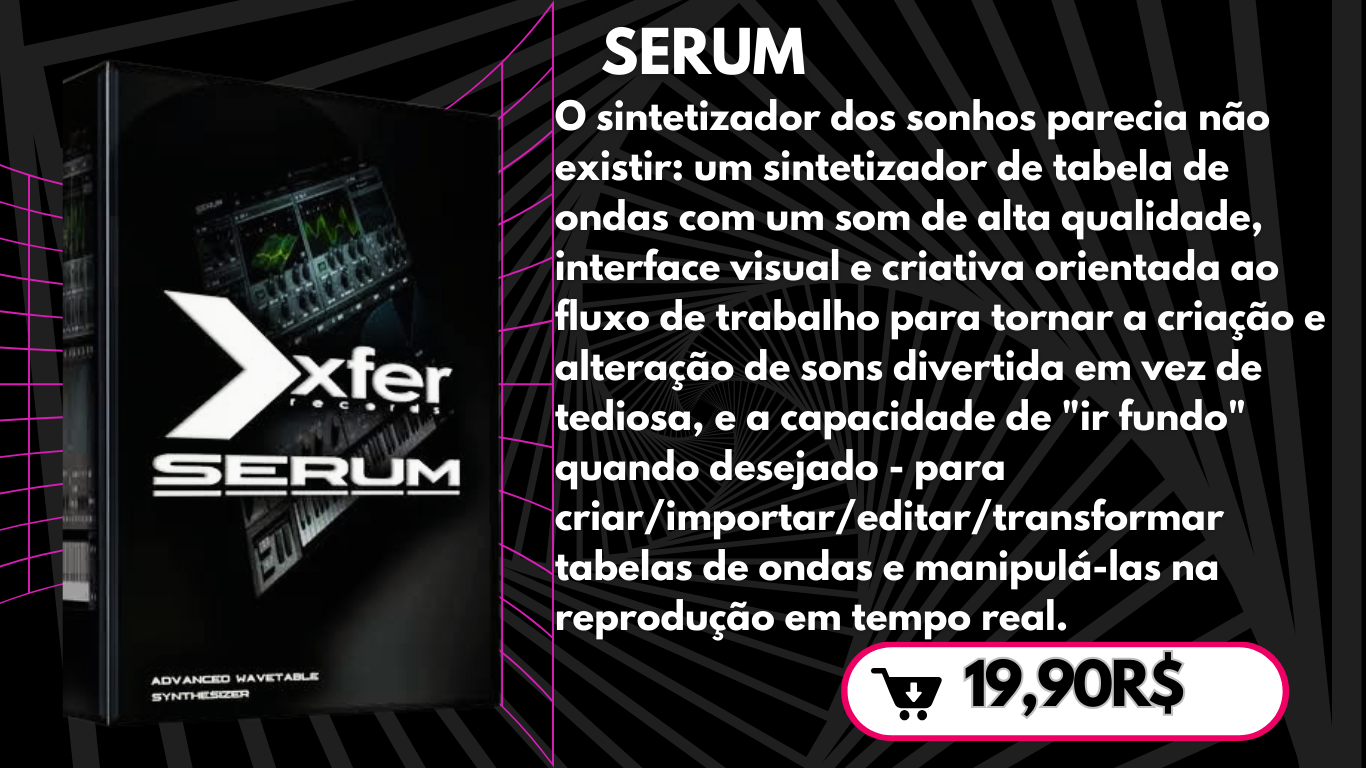 SERUM
O sintetizador dos sonhos parecia não
existir: um sintetizador de tabela de
ondas com um som de alta qualidade,
interface visual e criativa orientada ao
fluxo de trabalho para tornar a criação e
alteração de sons divertida em vez de
tediosa, e a capacidade de "ir fundo"
quando desejado - para
criar/importar/editar/transformar
tabelas de ondas e manipulá-las na
reprodução em tempo real.
19,90R$
xfer
records
SERUM
ADVANCED WAVETABLE
SYNTHESIZER